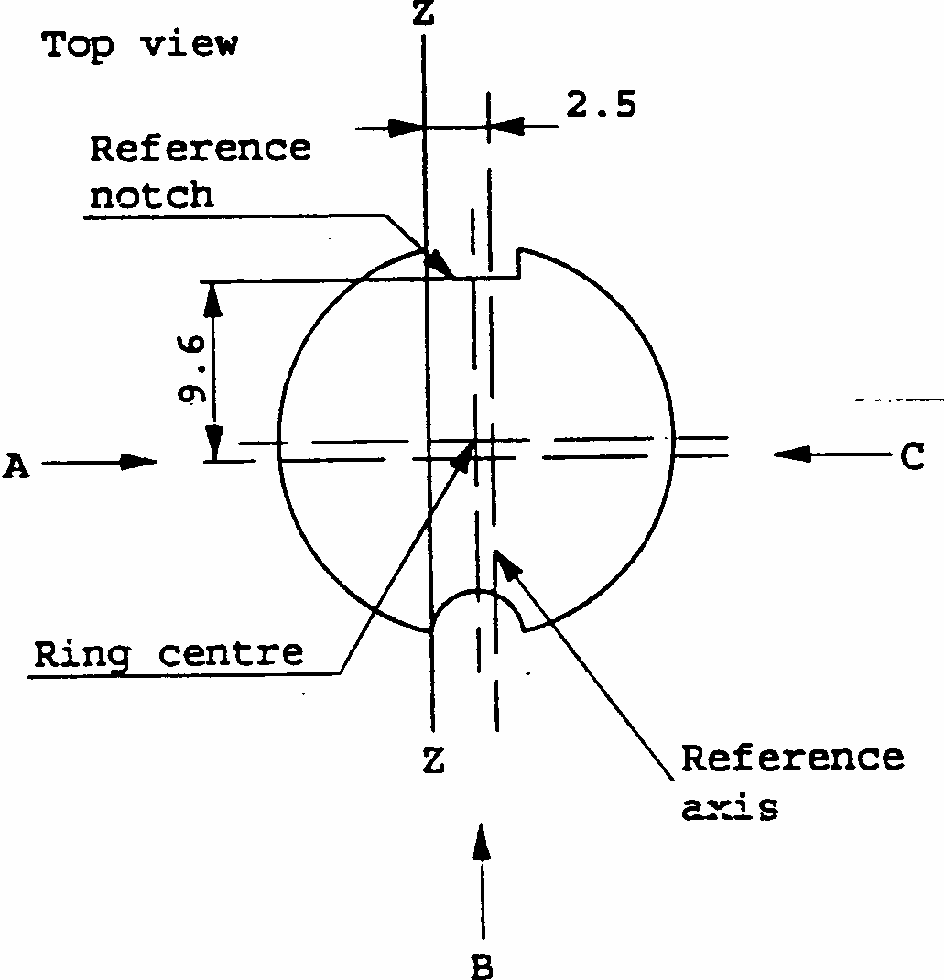 Z
Top view
2.5
Reference
notch
9.6
A
C
Ring centre
Z
Reference
axis
B